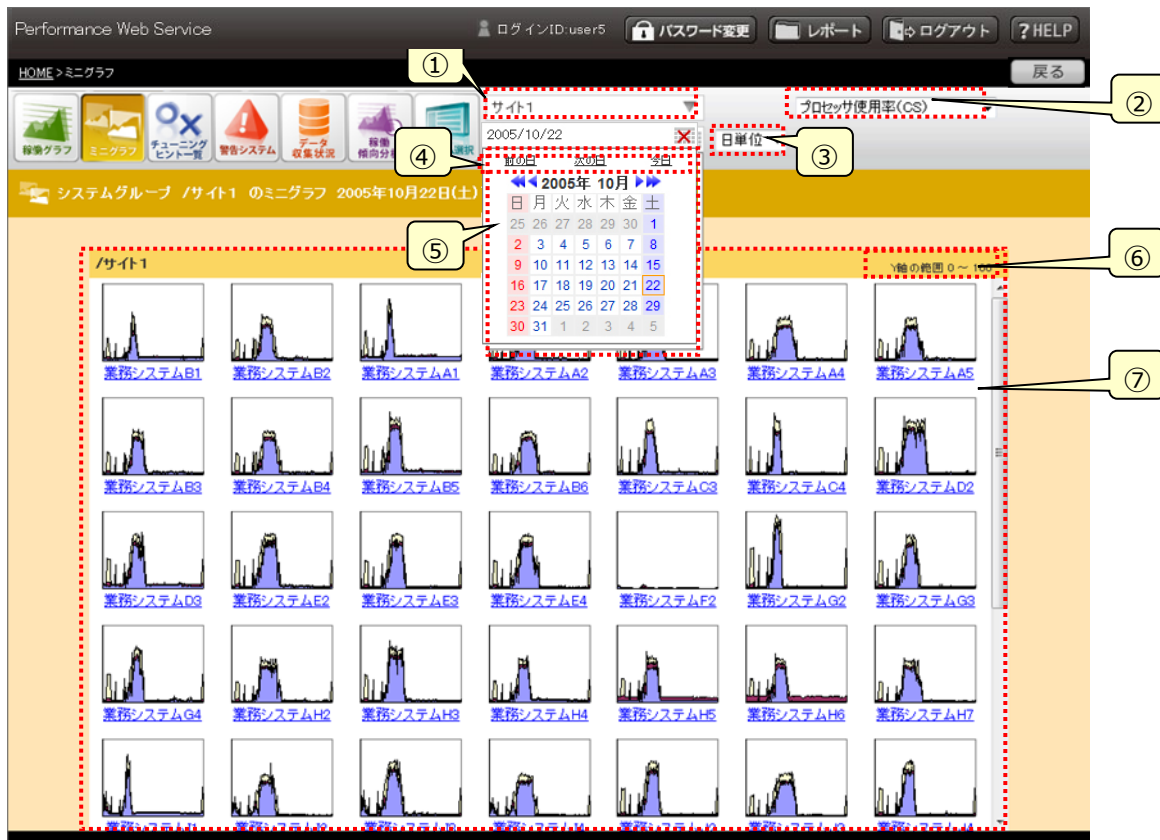 Performance Web Service
ログインID:user5
パスワード変更
レポート
ログアウト
?HELP
HOME>ミニグラフ
戻る
①
②
③
④
⑤
⑥
⑦
稼働グラフ
ミニグラフ
チューニング
ヒント一覧
警告システム
データ
収集状況
稼働
傾向分
選択
サイト1
プロセッサ使用率(CS)
2005/10/22
日単位
前の日 次の日 今日
2005年 10月
日 月 火 水 木 金 土
25 26 27 28 29 30 1
2 3 4 5 6 7 8
9 10 11 12 13 14 15
16 17 18 19 20 21 22
23 24 25 26 27 28 29
30 31 1 2 3 4 5
システムグループ /サイト1 のミニグラフ 2005年10月22日(土)
/サイト1
Y軸の範囲 0 ～ 100
業務システムB1 業務システムB2 業務システムA1 業務システムA2 業務システムA3 業務システムA4 業務システムA5
業務システムB3 業務システムB4 業務システムB5 業務システムB6 業務システムC3 業務システムC4 業務システムD2
業務システムD3 業務システムE2 業務システムE3 業務システムE4 業務システムF2 業務システムG2 業務システムG3
業務システムG4 業務システムH2 業務システムH3 業務システムH4 業務システムH5 業務システムH6 業務システムH7